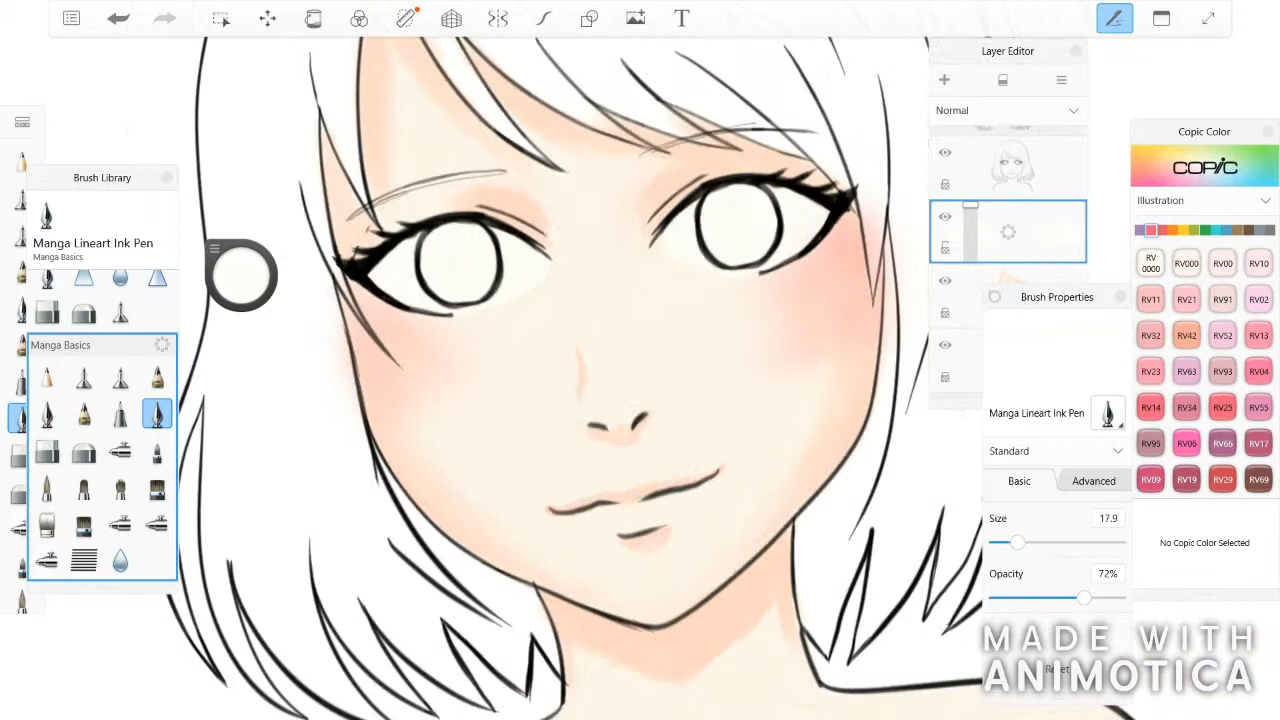 T
Layer Editor
Normal
Copic Color
COPIC
Illustration
RV 0000
RV000
RV00
RV10
RV11
RV21
RV91
RV02
RV32
RV42
RV52
RV13
RV23
RV63
RV93
RV04
RV14
RV34
RV25
RV55
RV95
RV06
RV66
RV17
RV09
RV19
RV29
RV69
No Copic Color Selected
Brush Library
Manga Lineart Ink Pen
Manga Basics
Manga Basics
Brush Properties
Manga Lineart Ink Pen
Standard
Basic
Advanced
Size
17.9
Opacity
72%
Reset
MADE WITH
ANIMOTICA